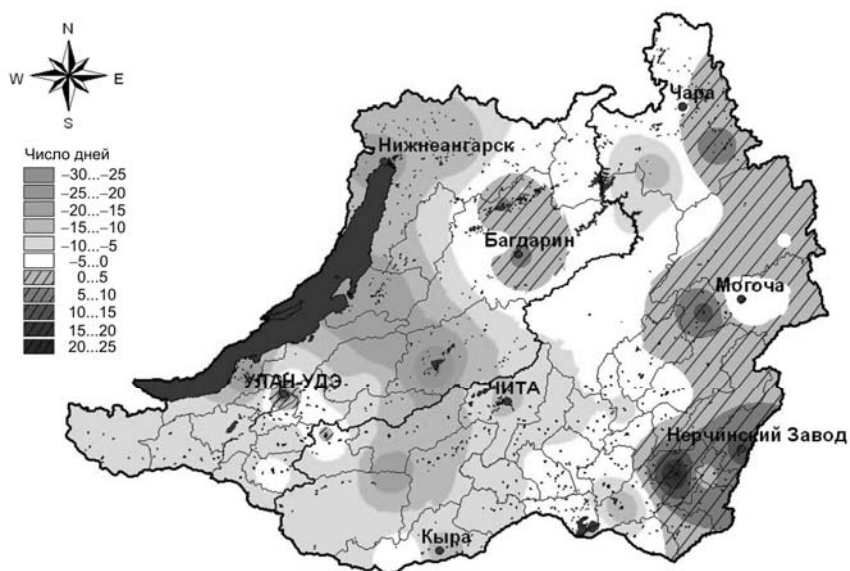 N
W E
S
Число дней
−30...−25
−25...−20
−20...−15
−15...−10
−10...−5
−5...0
0...5
5...10
10...15
15...20
20...25
Чара
Нижнеангарск
Багдарин
Могоча
УЛАН-УДЭ
ЧИТА
Нерчинский Завод
Кыра